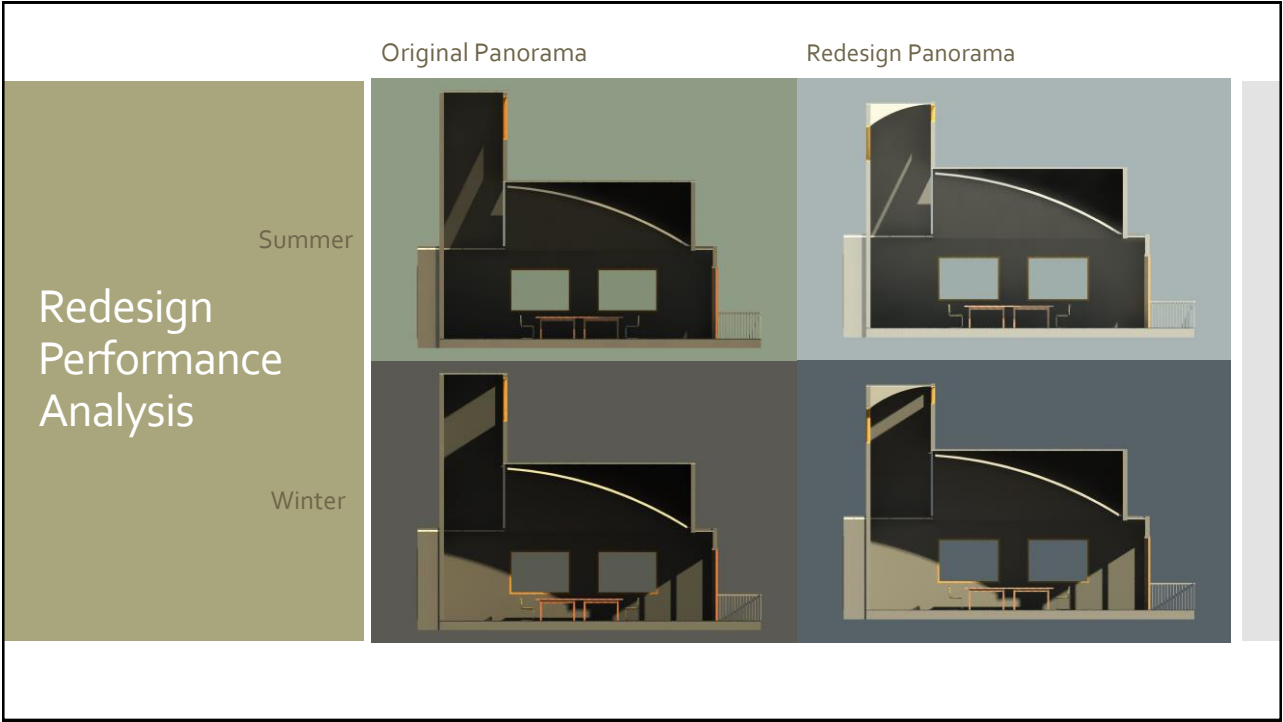 Original Panorama
Redesign Panorama
Summer
Redesign
Performance
Analysis
Winter